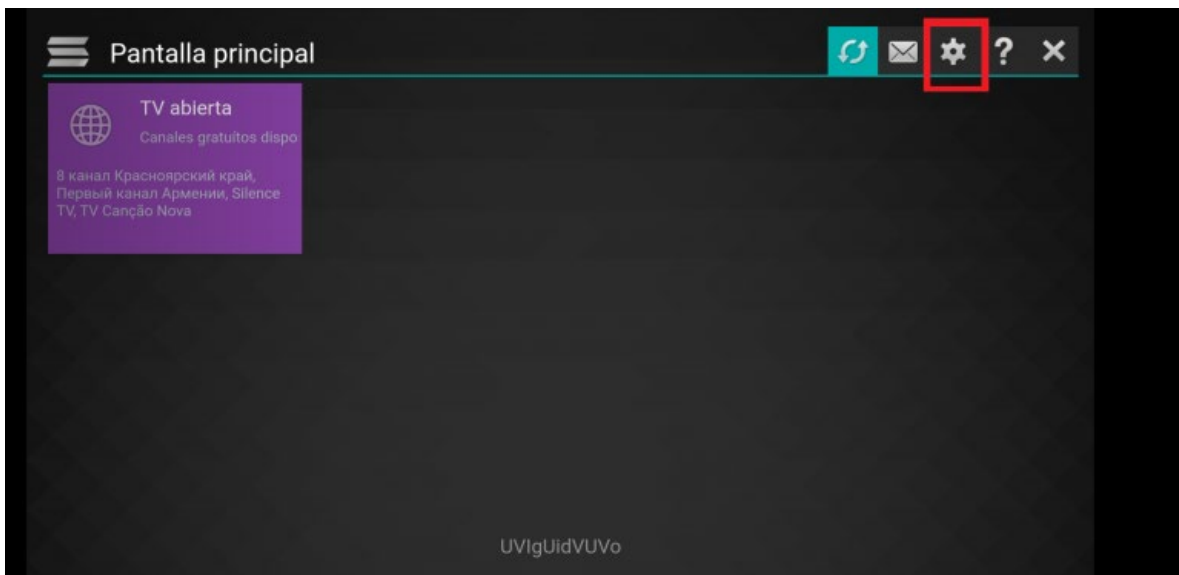 Pantalla principal
?
TV abierta
Canales gratuítos dispo
8 канал Красноярский край,
Первый канал Армении, Silence
TV, TV Canção Nova
UVIgUidVUVo